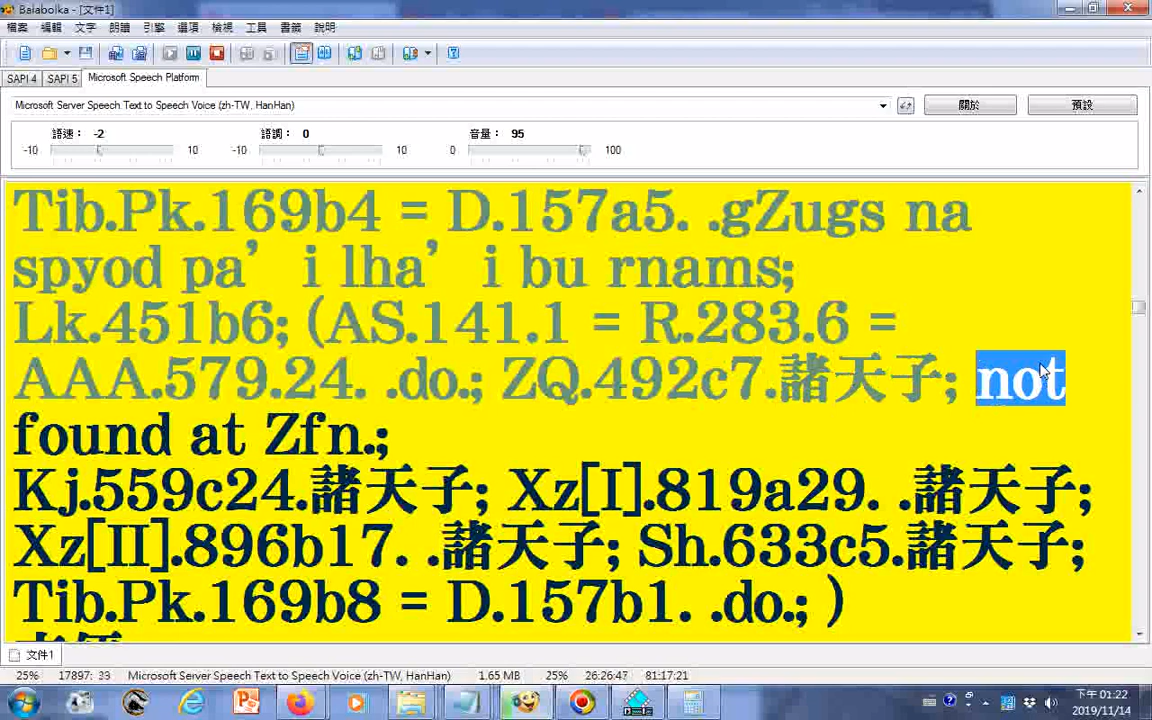 Balabolka - [文件1]
檔案 編輯 文字 朗讀 引擎 選項 檢視 工具 書籤 說明
SAPI 4 SAPI 5 Microsoft Speech Platform
Microsoft Server Speech Text to Speech Voice (zh-TW, HanHan) 關於 預設
語速: -2 語調: 0 音量: 95
-10 10 -10 10 0 100
Tib.Pk.169b4 = D.157a5. .gZugs na
spyod pa’i lha’i bu rnams;
Lk.451b6; (AS.141.1 = R.283.6 =
AAA.579.24. .do.; ZQ.492c7.諸天子; not
found at Zfn.;
Kj.559c24.諸天子; Xz[I].819a29. .諸天子;
Xz[II].896b17. .諸天子; Sh.633c5.諸天子;
Tib.Pk.169b8 = D.157b1. .do.; )
文件1
25% 17897: 33 Microsoft Server Speech Text to Speech Voice (zh-TW, HanHan) 1.65 MB 25% 26:26:47 81:17:21
下午 01:22
2019/11/14